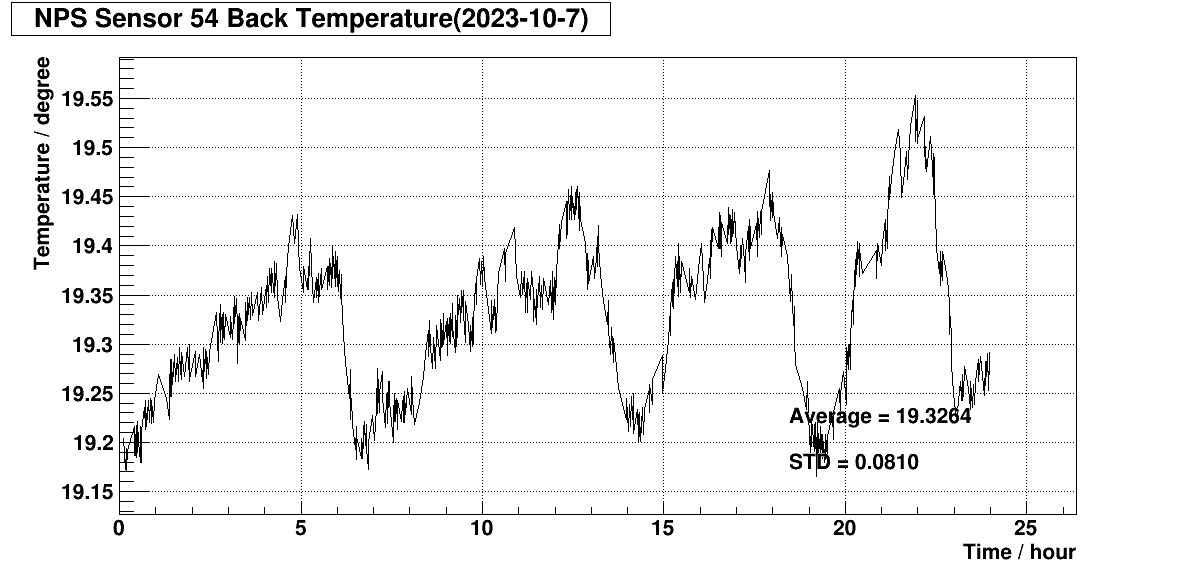 NPS Sensor 54 Back Temperature(2023-10-7)
Temperature / degree
19.55
19.5
19.45
19.4
19.35
19.3
19.25
19.2
19.15
Average = 19.3264
STD = 0.0810
0 5 10 15 20 25
Time / hour